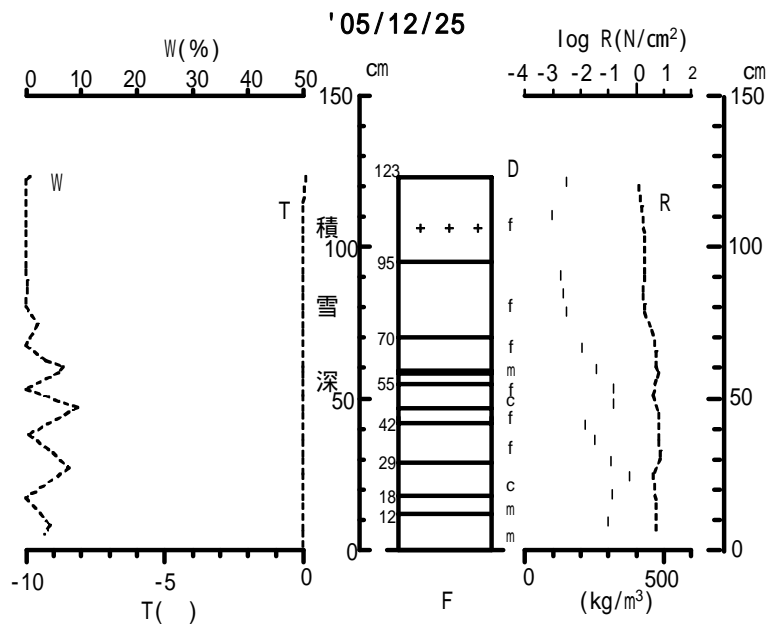 '05/12/25
W(%)
0 10 20 30 40 50
cm
log R(N/cm²)
-4 -3 -2 -1 0 1 2
cm
150
150
123
D
W
T
R
積
雪
深
+ + +
f
100
100
95
f
70
f
m
55
f
c
50
50
f
42
f
29
c
18
m
12
m
0
0
-10 -5 0
T( )
F
0 500
(kg/m³)